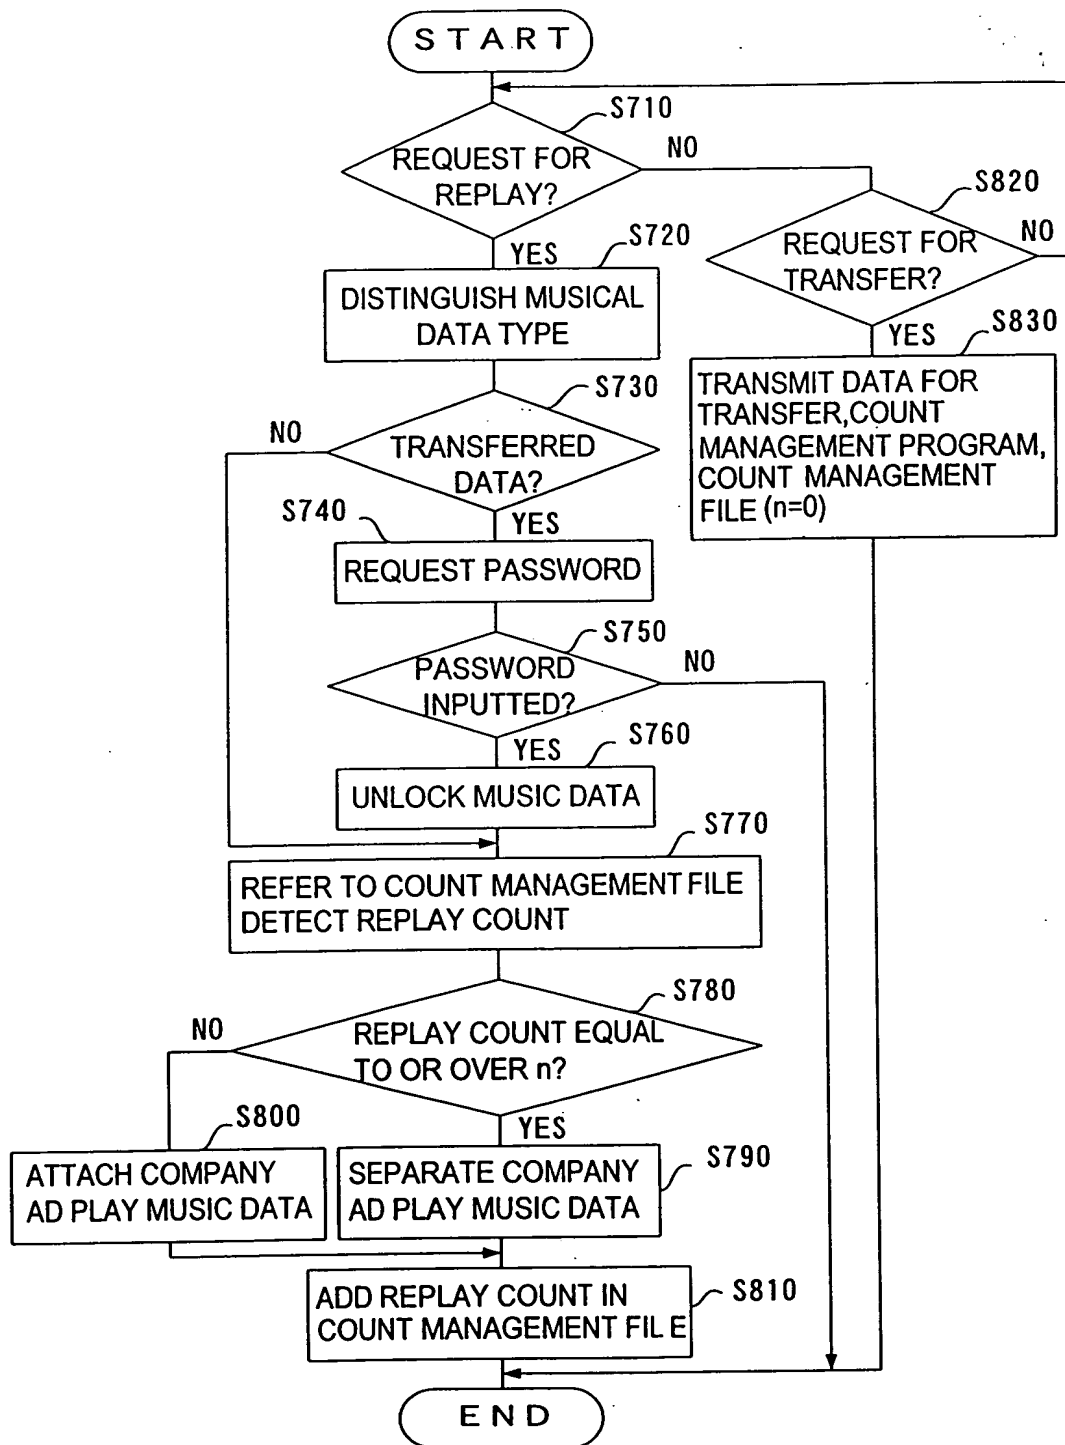 START
S710
REQUEST FOR
REPLAY?
NO
YES
S720
DISTINGUISH MUSICAL
DATA TYPE
S820
REQUEST FOR
TRANSFER?
NO
YES
S830
TRANSMIT DATA FOR
TRANSFER,COUNT
MANAGEMENT PROGRAM,
COUNT MANAGEMENT
FILE (n=0)
S730
TRANSFERRED
DATA?
NO
YES
S740
REQUEST PASSWORD
S750
PASSWORD
INPUTTED?
NO
YES
S760
UNLOCK MUSIC DATA
S770
REFER TO COUNT MANAGEMENT FILE
DETECT REPLAY COUNT
S780
REPLAY COUNT EQUAL
TO OR OVER n?
NO
YES
S800
ATTACH COMPANY
AD PLAY MUSIC DATA
S790
SEPARATE COMPANY
AD PLAY MUSIC DATA
S810
ADD REPLAY COUNT IN
COUNT MANAGEMENT FILE
END